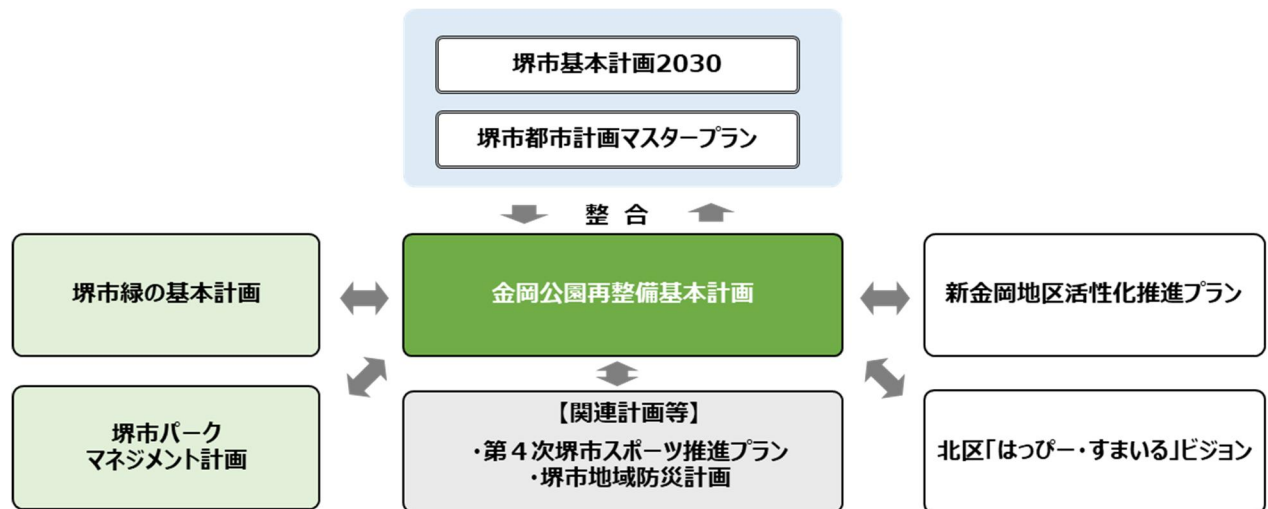 堺市基本計画2030
堺市都市計画マスタープラン
整 合
堺市緑の基本計画
金岡公園再整備基本計画
新金岡地区活性化推進プラン
堺市パーク
マネジメント計画
【関連計画等】
・第４次堺市スポーツ推進プラン
・堺市地域防災計画
北区「はっぴー・すまいる」ビジョン